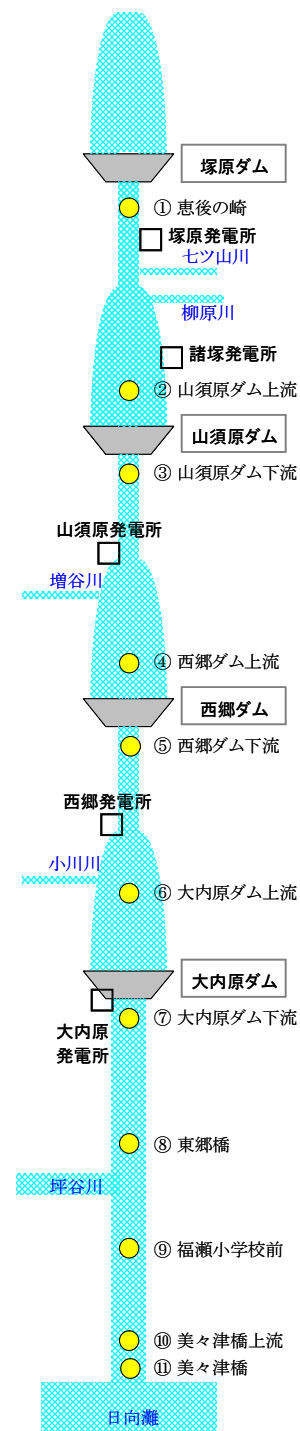 塚原ダム
① 恵後の崎
塚原発電所
七ツ山川
柳原川
諸塚発電所
② 山須原ダム上流
山須原ダム
③ 山須原ダム下流
山須原発電所
増谷川
④ 西郷ダム上流
西郷ダム
⑤ 西郷ダム下流
西郷発電所
小川川
⑥ 大内原ダム上流
大内原ダム
⑦ 大内原ダム下流
大内原
発電所
⑧ 東郷橋
坪谷川
⑨ 福瀬小学校前
⑩ 美々津橋上流
⑪ 美々津橋
日向灘